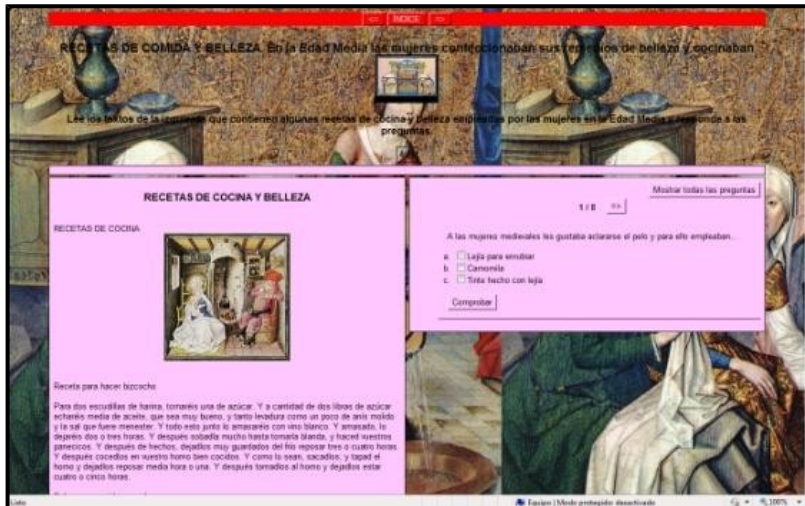 <= ÍNDICE =>
RECETAS DE COMIDA Y BELLEZA. En la Edad Media las mujeres confeccionaban sus remedios de belleza y cocinaban
Lee los textos de la izquierda que contienen algunas recetas de cocina y belleza empleadas por las mujeres en la Edad Media y responde a las
preguntas.
RECETAS DE COCINA Y BELLEZA
RECETAS DE COCINA
Receta para hacer bizcocho
Para dos escudillas de harina, tomaréis una de azúcar. Y a cantidad de dos libras de azúcar
echaréis media de aceite, que sea muy bueno, y tanto levadura como un poco de anís molido
y la sal que fuere menester. Y todo esto junto lo amasaréis con vino blanco. Y amasado, lo
dejaréis dos o tres horas. Y después sobadla mucho hasta tornarla blanda, y haced vuestros
panecicos. Y después de hechos, dejadlos muy guardados del frío reposar tres o cuatro horas.
Y después cocedlos en vuestro horno bien cocidos. Y como lo sean, sacadlos, y tapad el
horno y dejadlos reposar media hora o una. Y después tornadlos al horno y dejadlos estar
cuatro o cinco horas.
Mostrar todas las preguntas
1 / 8 =>
A las mujeres medievales les gustaba aclararse el pelo y para ello empleaban...
a. Lejía para enrubiar
b. Camomila
c. Tinte hecho con lejía
Comprobar
Listo
Equipo | Modo protegido: desactivado
100%